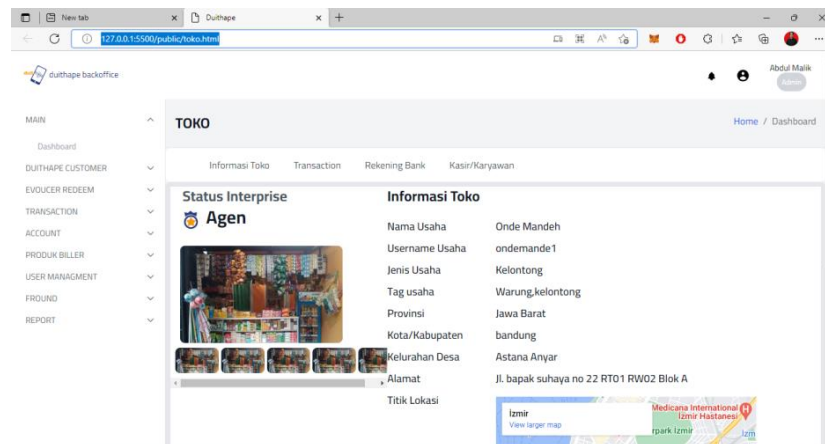 New tab
Duithape
127.0.0.1:5500/public/toko.html
duithape backoffice
Abdul Malik
Admin
MAIN
Dashboard
DUITHAPE CUSTOMER
EVOUCER REDEEM
TRANSACTION
ACCOUNT
PRODUK BILLER
USER MANAGMENT
FROUND
REPORT
TOKO
Home / Dashboard
Informasi Toko Transaction Rekening Bank Kasir/Karyawan
Status Interprise
Agen
Informasi Toko
Nama Usaha Onde Mandeh
Username Usaha ondemande1
Jenis Usaha Kelontong
Tag usaha Warung,kelontong
Provinsi Jawa Barat
Kota/Kabupaten bandung
Kelurahan Desa Astana Anyar
Alamat Jl. bapak suhaya no 22 RT01 RW02 Blok A
Titik Lokasi
İzmir
View larger map
Medicana International
İzmir Hastanesi
rpark İzmir
İzm